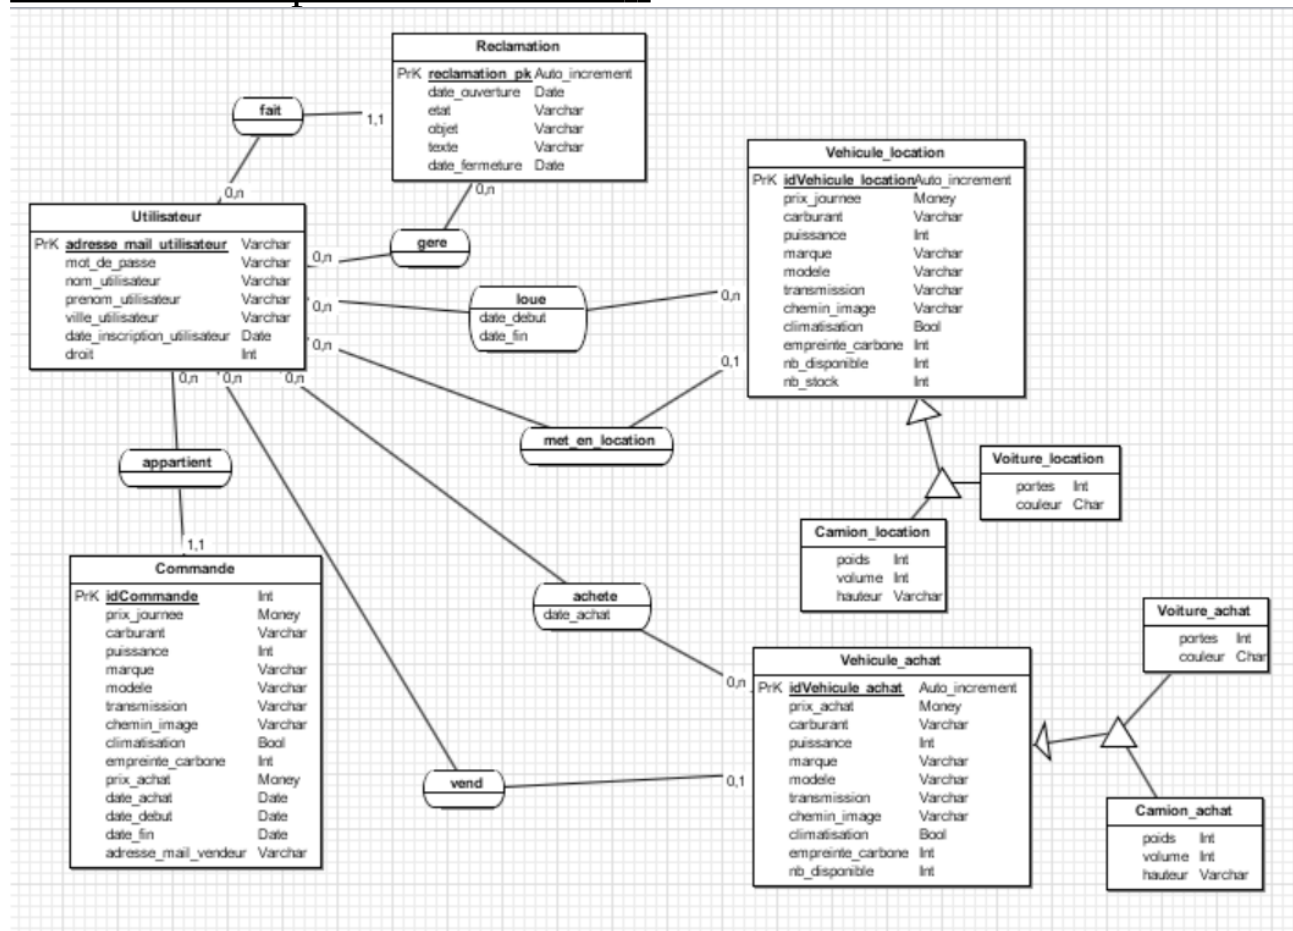 Reclamation
PrK reclamation_pk Auto_increment
date_ouverture Date
etat Varchar
objet Varchar
texte Varchar
date_fermeture Date
fait
1,1
0,n
0,n
Utilisateur
PrK adresse_mail_utilisateur Varchar
mot_de_passe Varchar
nom_utilisateur Varchar
prenom_utilisateur Varchar
ville_utilisateur Varchar
date_inscription_utilisateur Date
droit Int
gere
0,n
loue
date_debut
date_fin
0,n
0,n
0,n
0,1
met_en_location
Vehicule_location
PrK idVehicule_location Auto_increment
prix_journee Money
carburant Varchar
puissance Int
marque Varchar
modele Varchar
transmission Varchar
chemin_image Varchar
climatisation Bool
empreinte_carbone Int
nb_disponible Int
nb_stock Int
0,n
0,n
0,n
appartient
1,1
Voiture_location
portes Int
couleur Char
Camion_location
poids Int
volume Int
hauteur Varchar
Commande
PrK idCommande Int
prix_journee Money
carburant Varchar
puissance Int
marque Varchar
modele Varchar
transmission Varchar
chemin_image Varchar
climatisation Bool
empreinte_carbone Int
prix_achat Money
date_achat Date
date_debut Date
date_fin Date
adresse_mail_vendeur Varchar
achete
date_achat
0,n
vend
0,1
Vehicule_achat
PrK idVehicule_achat Auto_increment
prix_achat Money
carburant Varchar
puissance Int
marque Varchar
modele Varchar
transmission Varchar
chemin_image Varchar
climatisation Bool
empreinte_carbone Int
nb_disponible Int
Voiture_achat
portes Int
couleur Char
Camion_achat
poids Int
volume Int
hauteur Varchar